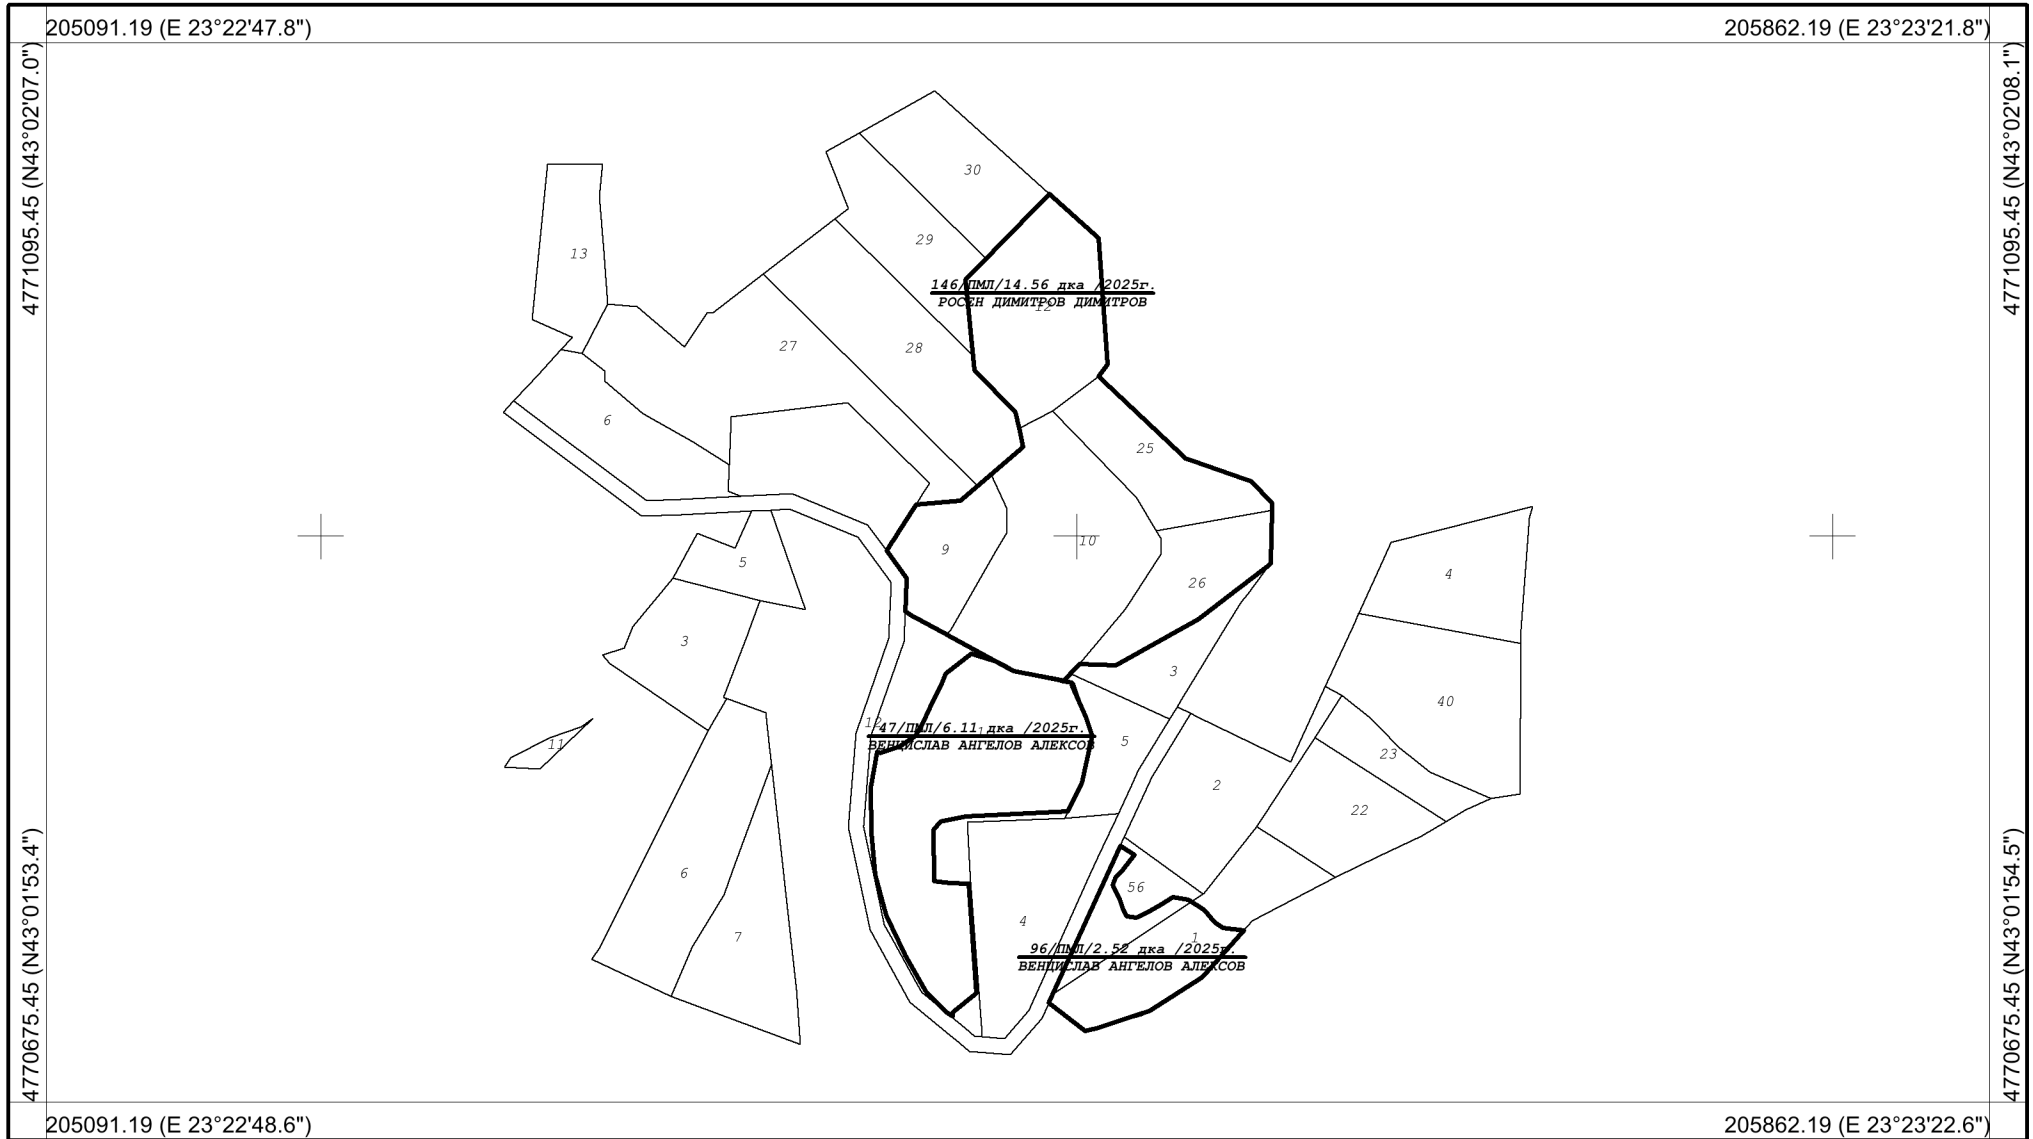 205091.19 (E 23°22'47.8")
205862.19 (E 23°23'21.8")
4771095.45 (N43°02'07.0")
4771095.45 (N43°02'08.1")
30
13
29
146/ПМЛ/14.56 дка /2025г.
РОСЕН ДИМИТРОВ ДИМИТРОВ
12
27
28
6
25
9
10
5
26
4
3
3
40
12
47/ПМЛ/6.11 дка /2025г.
ВЕНЦИСЛАВ АНГЕЛОВ АЛЕКСОВ
5
11
23
2
22
6
56
4
7
1
96/ПМЛ/2.52 дка /2025г.
ВЕНЦИСЛАВ АНГЕЛОВ АЛЕКСОВ
4770675.45 (N43°01'53.4")
4770675.45 (N43°01'54.5")
205091.19 (E 23°22'48.6")
205862.19 (E 23°23'22.6")